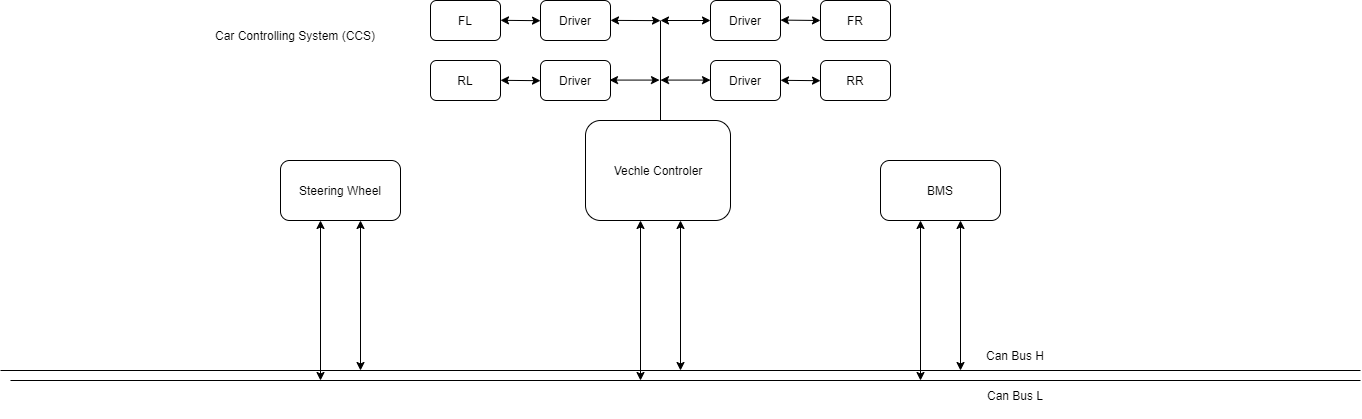 FL
Driver
Driver
FR
Car Controlling System (CCS)
RL
Driver
Driver
RR
Vechle Controler
Steering Wheel
BMS
Can Bus H
Can Bus L